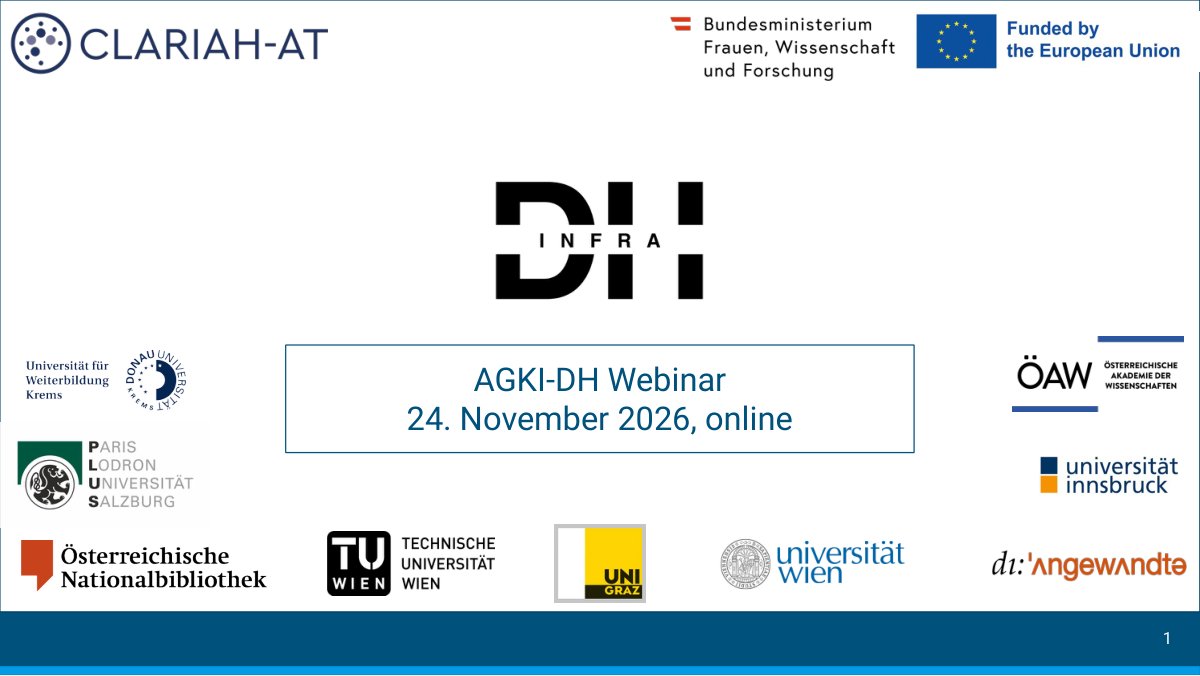 CLARIAH-AT
Bundesministerium
Frauen, Wissenschaft
und Forschung
Funded by
the European Union
DH
INFRA
AGKI-DH Webinar
24. November 2026, online
Universität für
Weiterbildung
Krems
DONAU UNIVERSITÄT
KREMS
ÖAW
ÖSTERREICHISCHE
AKADEMIE DER
WISSENSCHAFTEN
PARIS
LODRON
UNIVERSITÄT
SALZBURG
P
L
U
S
universität
innsbruck
Österreichische
Nationalbibliothek
TU
WIEN
TECHNISCHE
UNIVERSITÄT
WIEN
UNI
GRAZ
universität
wien
dı:'ʌngewʌndtə
1